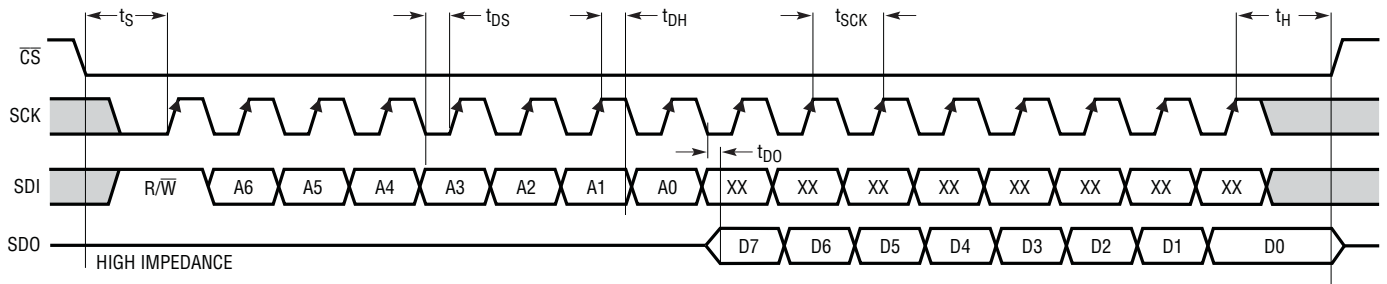 tS tDS tDH tSCK tH
C̅S̅
SCK
tDO
SDI R/W̅ A6 A5 A4 A3 A2 A1 A0 XX XX XX XX XX XX XX XX
SDO D7 D6 D5 D4 D3 D2 D1 D0
HIGH IMPEDANCE